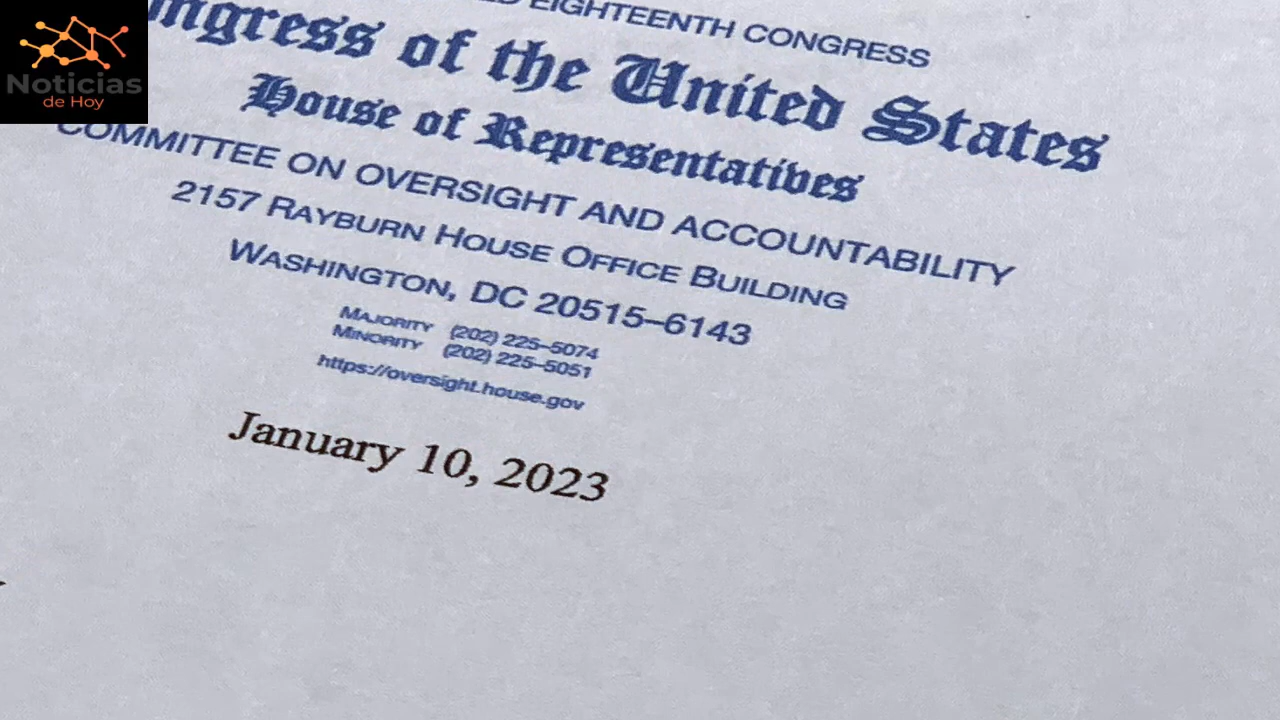 Noticias
de Hoy
EIGHTEENTH CONGRESS
of the United States
House of Representatives
COMMITTEE ON OVERSIGHT AND ACCOUNTABILITY
2157 RAYBURN HOUSE OFFICE BUILDING
WASHINGTON, DC 20515–6143
MAJORITY (202) 225–5074
MINORITY (202) 225–5051
https://oversight.house.gov
January 10, 2023